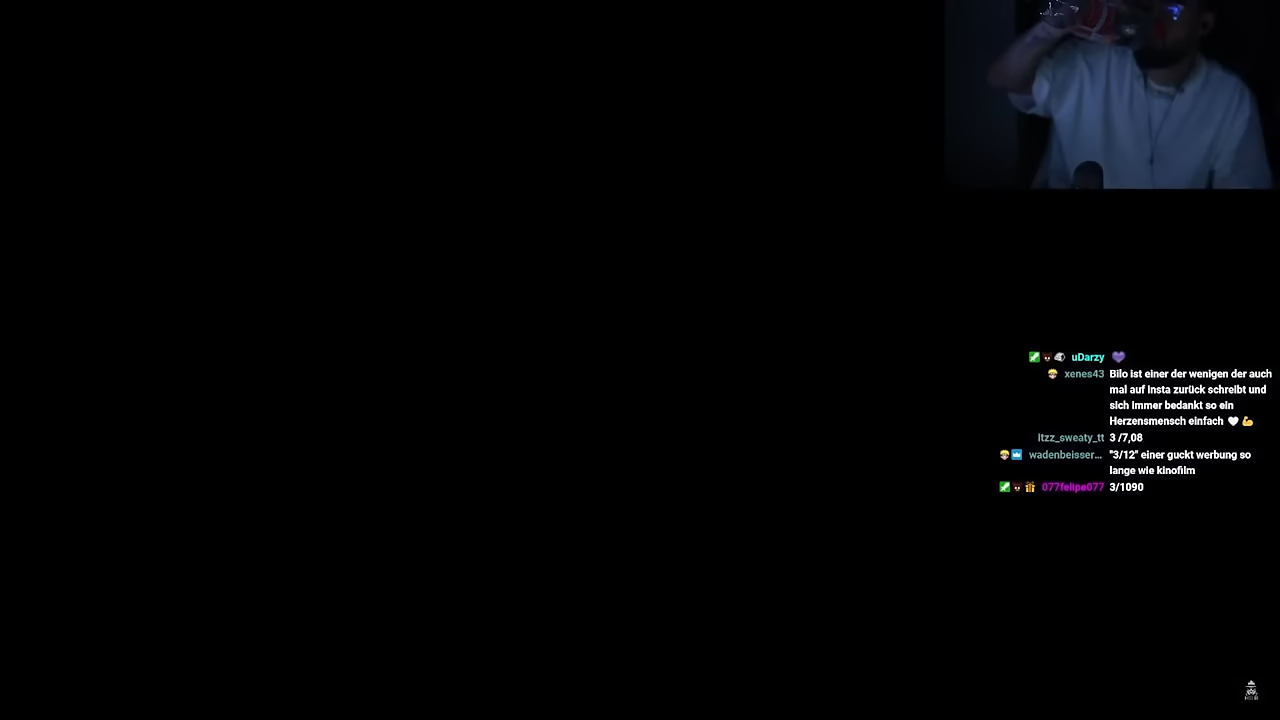 uDarzy 💜
xenes43 Bilo ist einer der wenigen der auch
mal auf Insta zurück schreibt und
sich immer bedankt so ein
Herzensmensch einfach 🤍 💪
itzz_sweaty_tt 3 /7,08
wadenbeisser... "3/12" einer guckt werbung so
lange wie kinofilm
077felipe077 3/1090